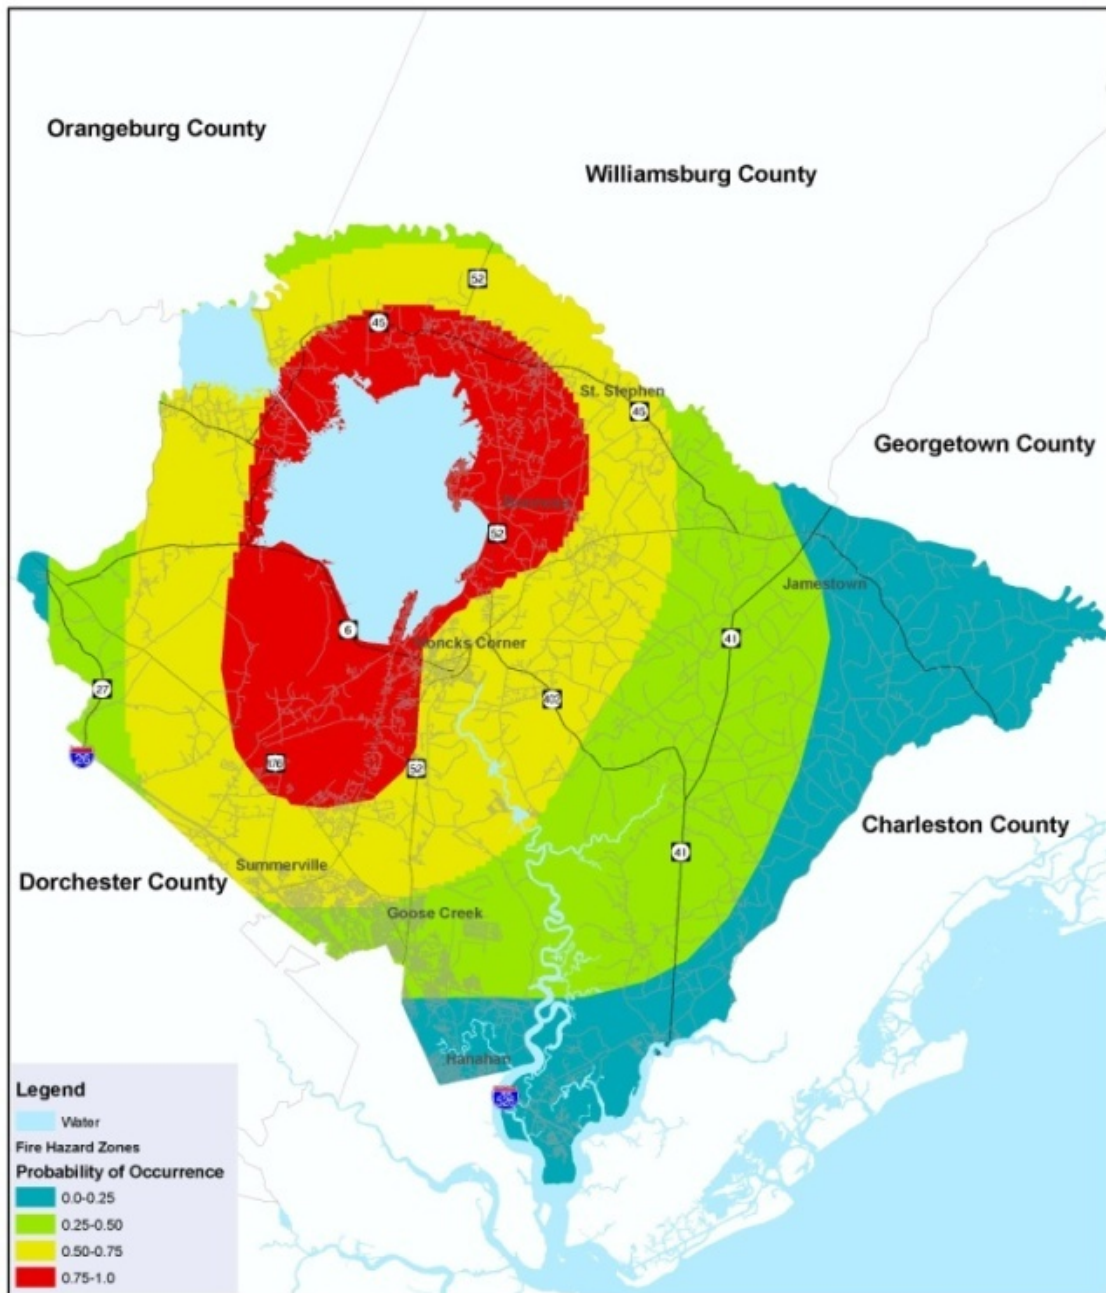 Orangeburg County
Williamsburg County
52
45
St. Stephen
45
Georgetown County
52
Jamestown
6
Moncks Corner
41
27
402
26
176
52
Charleston County
41
Summerville
Dorchester County
Goose Creek
Hanahan
526
Legend
Water
Fire Hazard Zones
Probability of Occurrence
0.0-0.25
0.25-0.50
0.50-0.75
0.75-1.0